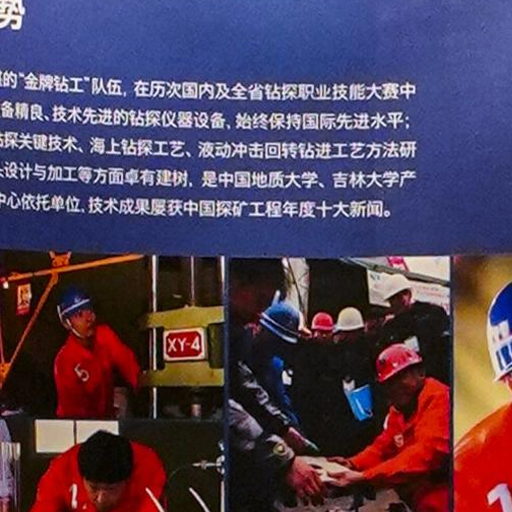 势
的“金牌钻工”队伍，在历次国内及全省钻探职业技能大赛中
备精良、技术先进的钻探仪器设备，始终保持国际先进水平；
探关键技术、海上钻探工艺、液动冲击回转钻进工艺方法研
设计与加工等方面卓有建树，是中国地质大学、吉林大学产
中心依托单位，技术成果屡获中国探矿工程年度十大新闻。
XY-4
5
1